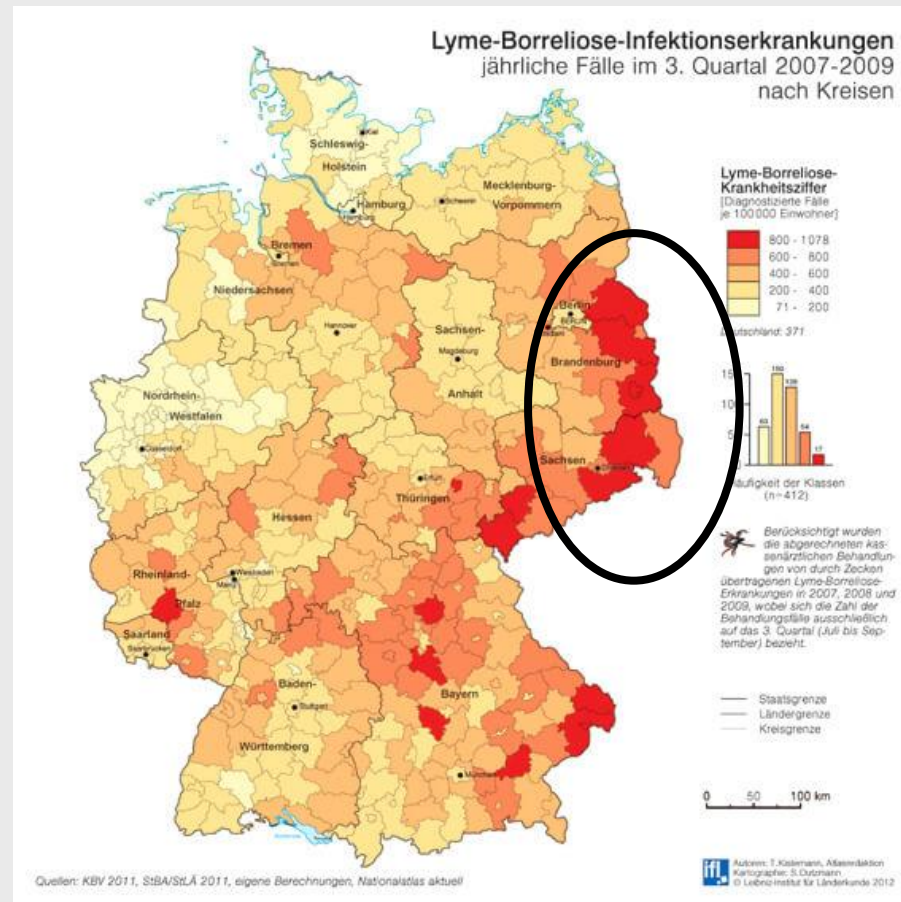 Lyme-Borreliose-Infektionserkrankungen
jährliche Fälle im 3. Quartal 2007-2009
nach Kreisen
Kiel
Schleswig-
Holstein
Hamburg
Hamburg
Mecklenburg-
Schwerin
Vorpommern
Bremen
Bremen
Niedersachsen
Hannover
Berlin
BERLIN
Brandenburg
Sachsen-
Magdeburg
Anhalt
Nordrhein-
Westfalen
Düsseldorf
Sachsen
Dresden
Erfurt
Thüringen
Hessen
Wiesbaden
Mainz
Rheinland-
Pfalz
Saarland
Saarbrücken
Baden-
Stuttgart
Württemberg
Bayern
München
Lyme-Borreliose-
Krankheitsziffer
[Diagnostizierte Fälle
je 100 000 Einwohner]
800 - 1078
600 - 800
400 - 600
200 - 400
71 - 200
Deutschland: 371
63
150
128
54
17
Häufigkeit der Klassen
(n=412)
Berücksichtigt wurden
die abgerechneten kas-
senärztlichen Behandlun-
gen von durch Zecken
übertragenen Lyme-Borreliose-
Erkrankungen in 2007, 2008 und
2009, wobei sich die Zahl der
Behandlungsfälle ausschließlich
auf das 3. Quartal (Juli bis Sep-
tember) bezieht.
Staatsgrenze
Ländergrenze
Kreisgrenze
0 50 100 km
Quellen: KBV 2011, StBA/StLÄ 2011, eigene Berechnungen, Nationalatlas aktuell
ifl
Autoren: T. Kistemann, Atlasredaktion
Kartographie: S. Dutzmann
© Leibniz-Institut für Länderkunde 2012